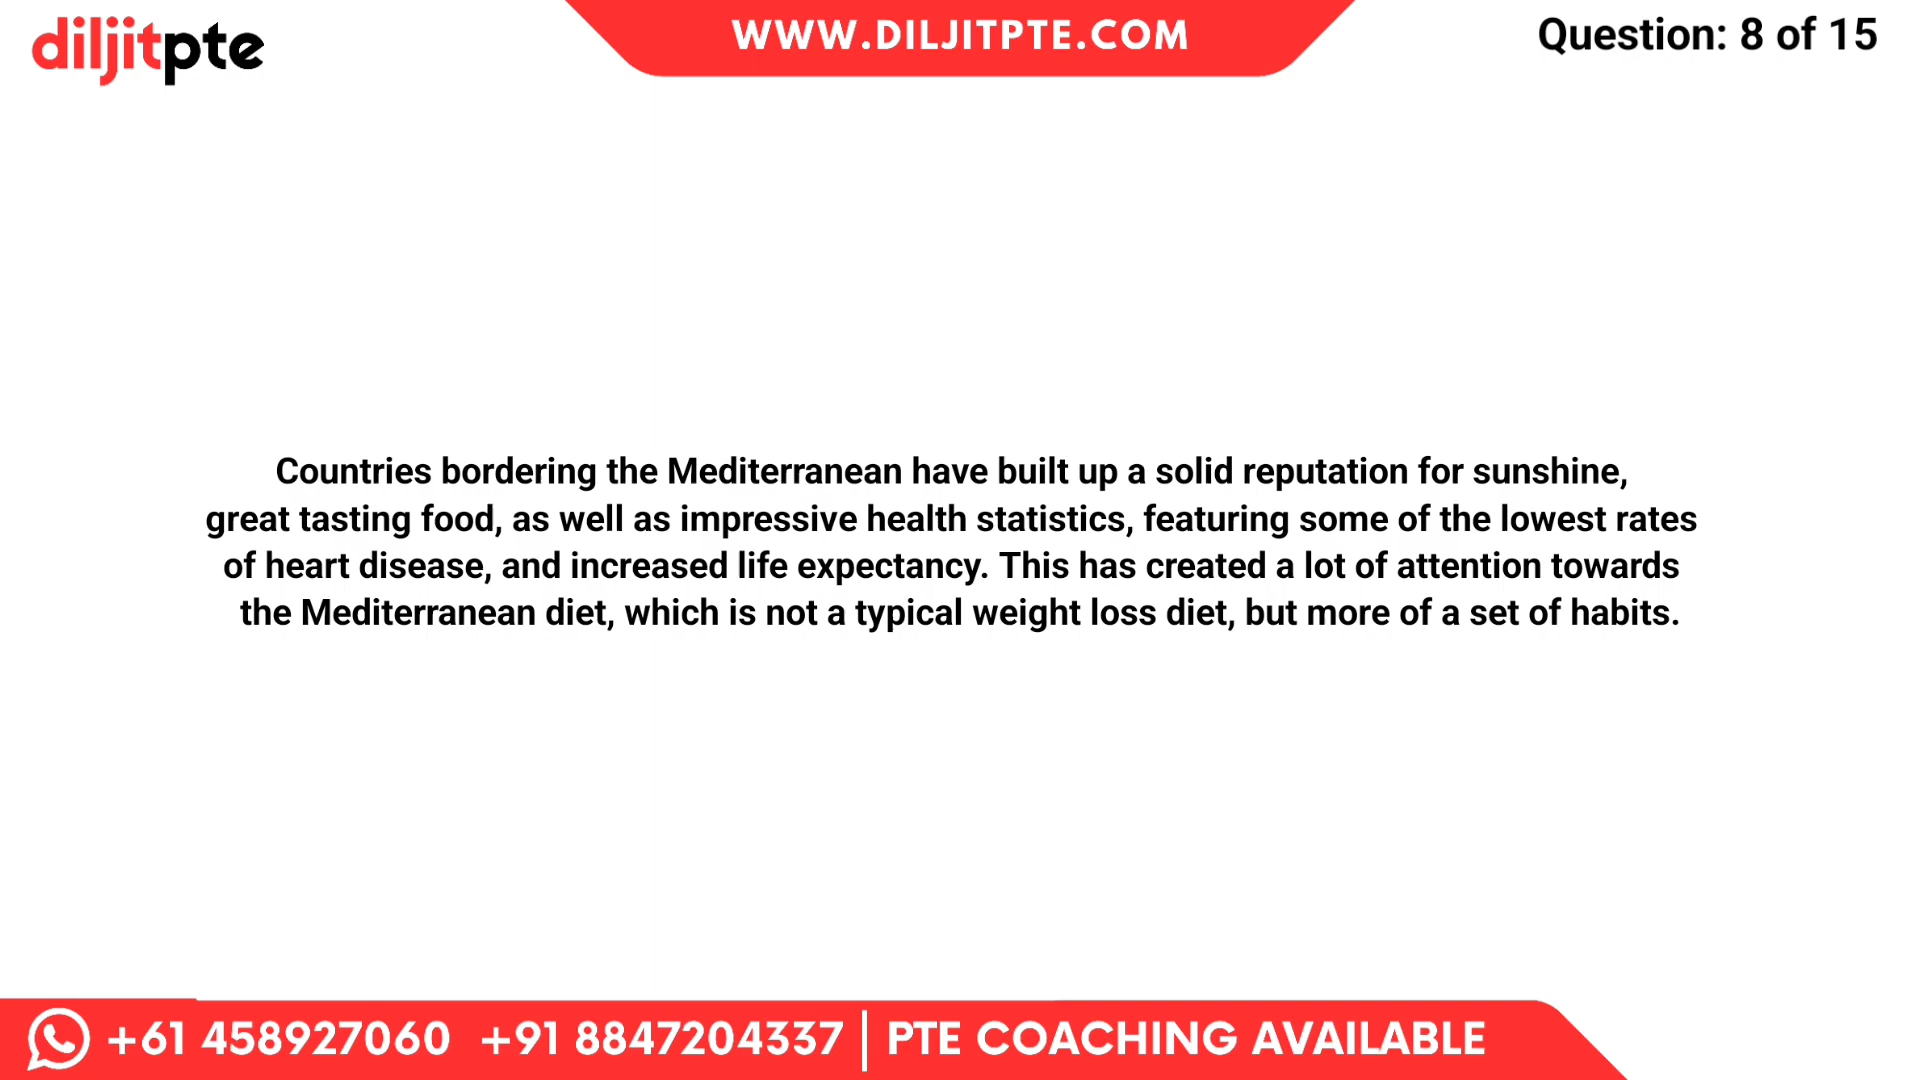 diljitpte
WWW.DILJITPTE.COM
Question: 8 of 15
Countries bordering the Mediterranean have built up a solid reputation for sunshine,
great tasting food, as well as impressive health statistics, featuring some of the lowest rates
of heart disease, and increased life expectancy. This has created a lot of attention towards
the Mediterranean diet, which is not a typical weight loss diet, but more of a set of habits.
+61 458927060 +91 8847204337 | PTE COACHING AVAILABLE